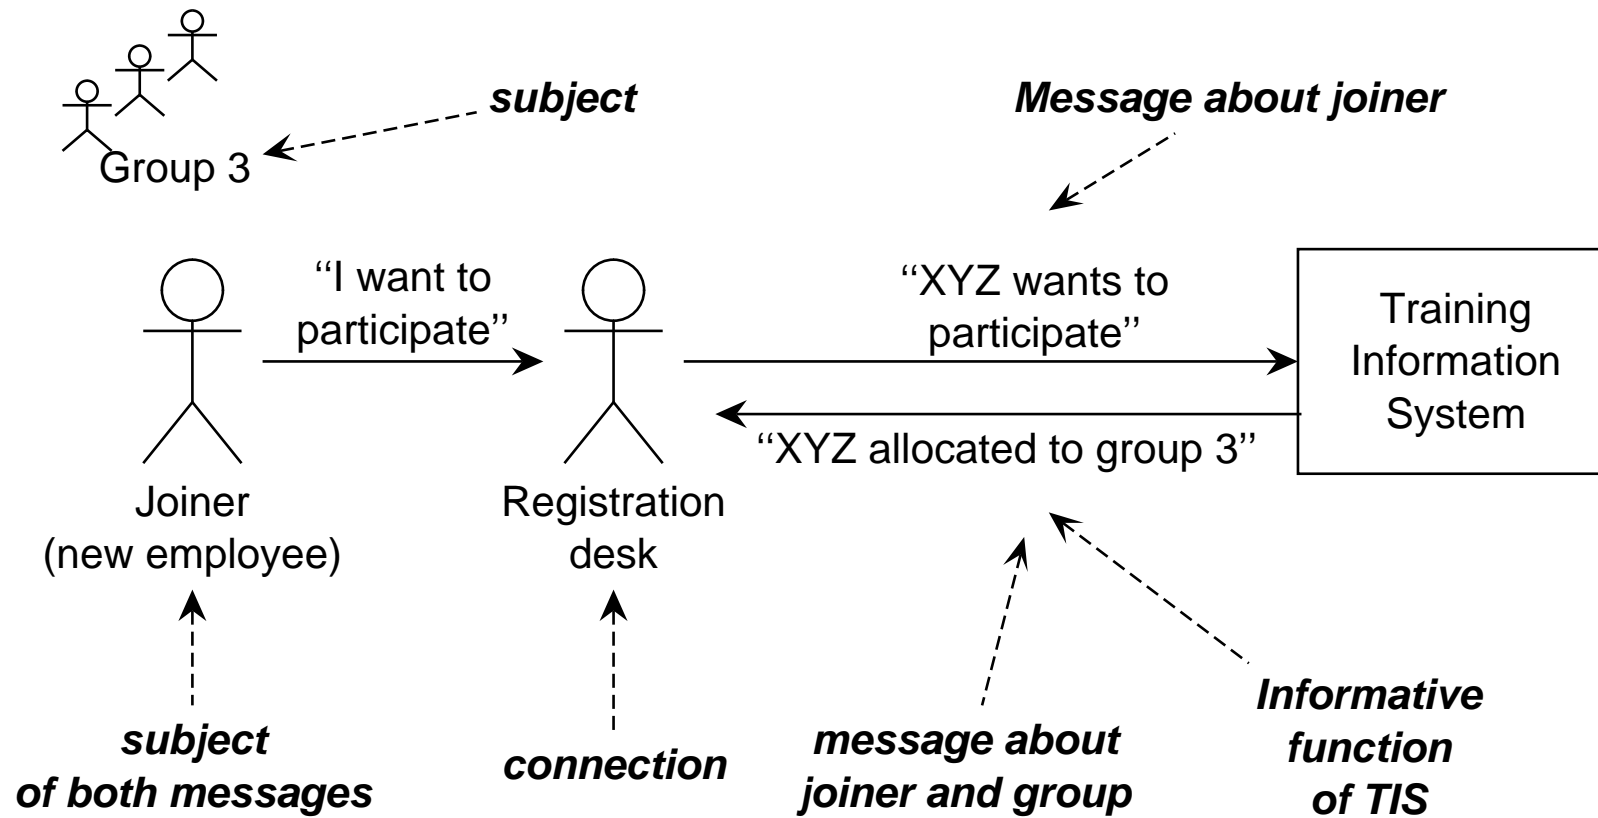 subject
Message about joiner
Group 3
“I want to
participate”
“XYZ wants to
participate”
Training
Information
System
“XYZ allocated to group 3”
Joiner
(new employee)
Registration
desk
subject
of both messages
connection
message about
joiner and group
Informative
function
of TIS